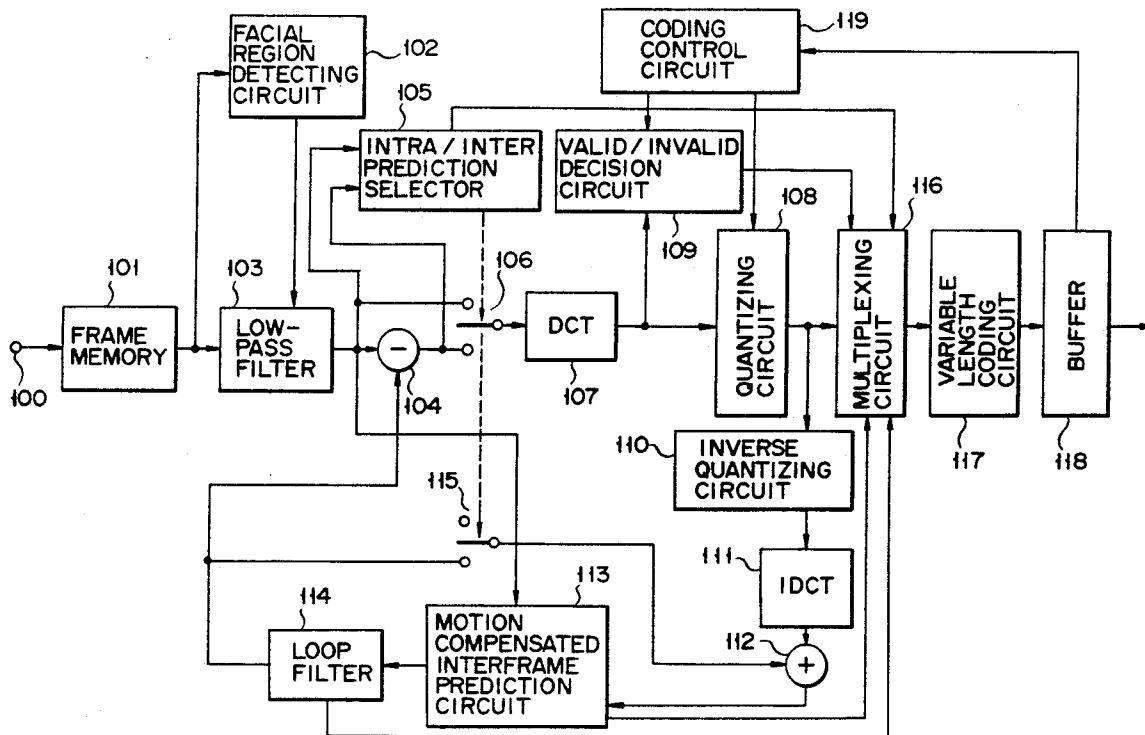 FACIAL
REGION
DETECTING
CIRCUIT
102
CODING
CONTROL
CIRCUIT
119
105
INTRA / INTER
PREDICTION
SELECTOR
VALID / INVALID
DECISION
CIRCUIT
109
108
116
101
FRAME
MEMORY
100
103
LOW-
PASS
FILTER
−
104
106
DCT
107
QUANTIZING
CIRCUIT
MULTIPLEXING
CIRCUIT
VARIABLE
LENGTH
CODING
CIRCUIT
117
BUFFER
118
110
INVERSE
QUANTIZING
CIRCUIT
115
111
IDCT
112
+
113
MOTION
COMPENSATED
INTERFRAME
PREDICTION
CIRCUIT
114
LOOP
FILTER